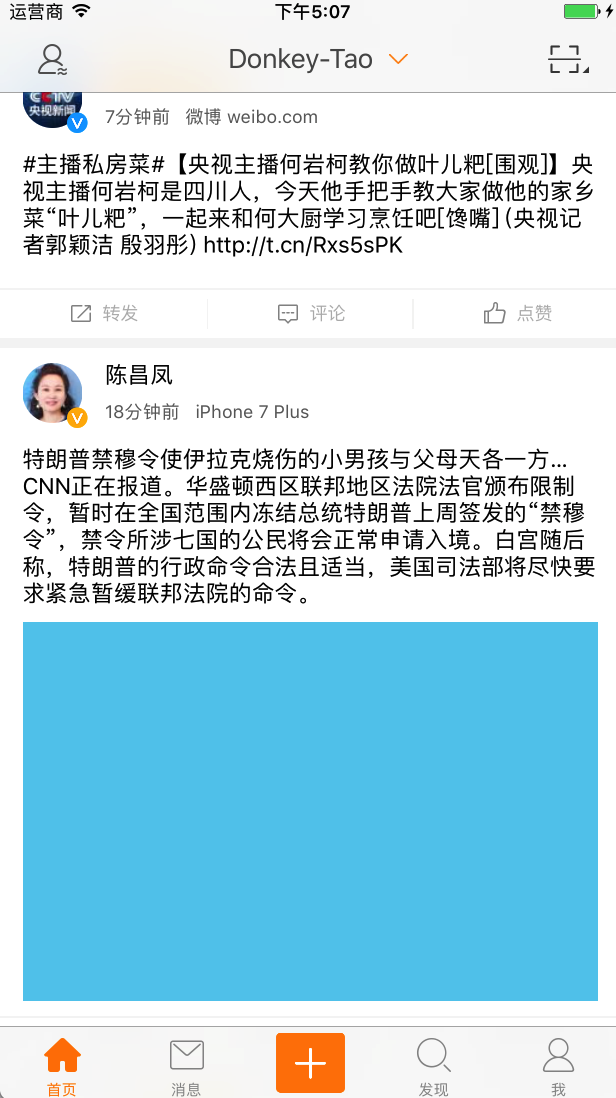 运营商 下午5:07
Donkey-Tao
CCTV
央视新闻
7分钟前 微博 weibo.com
#主播私房菜#【央视主播何岩柯教你做叶儿粑[围观]】央
视主播何岩柯是四川人，今天他手把手教大家做他的家乡
菜“叶儿粑”，一起来和何大厨学习烹饪吧[馋嘴](央视记
者郭颖洁 殷羽彤) http://t.cn/Rxs5sPK
转发 评论 点赞
陈昌凤
18分钟前 iPhone 7 Plus
特朗普禁穆令使伊拉克烧伤的小男孩与父母天各一方...
CNN正在报道。华盛顿西区联邦地区法院法官颁布限制
令，暂时在全国范围内冻结总统特朗普上周签发的“禁穆
令”，禁令所涉七国的公民将会正常申请入境。白宫随后
称，特朗普的行政命令合法且适当，美国司法部将尽快要
求紧急暂缓联邦法院的命令。
首页 消息 发现 我